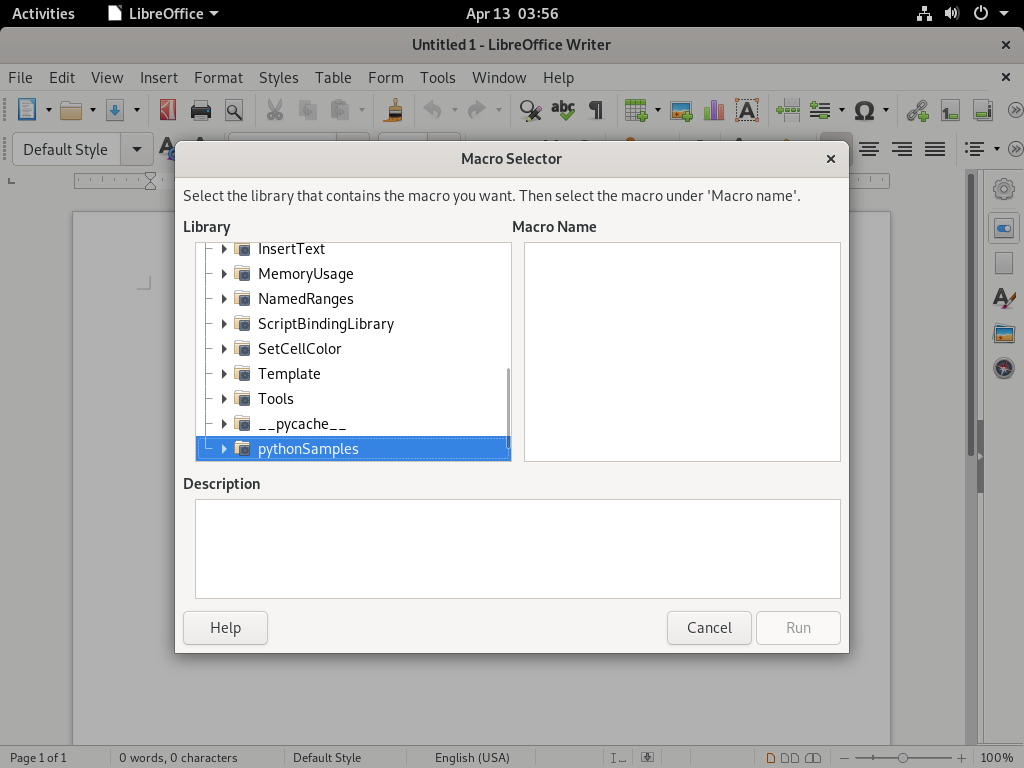 Activities LibreOffice Apr 13 03:56
Untitled 1 - LibreOffice Writer
File Edit View Insert Format Styles Table Form Tools Window Help
abc
Default Style
Macro Selector
Select the library that contains the macro you want. Then select the macro under 'Macro name'.
Library Macro Name
InsertText
MemoryUsage
NamedRanges
ScriptBindingLibrary
SetCellColor
Template
Tools
__pycache__
pythonSamples
Description
Help Cancel Run
Page 1 of 1 0 words, 0 characters Default Style English (USA) 100%